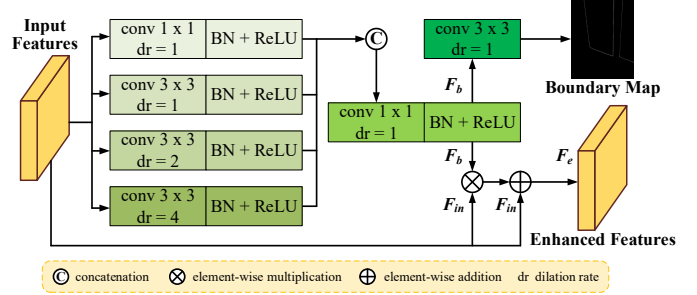 Input
Features
conv 1 x 1
dr = 1
BN + ReLU
conv 3 x 3
dr = 1
BN + ReLU
conv 3 x 3
dr = 2
BN + ReLU
conv 3 x 3
dr = 4
BN + ReLU
C
conv 1 x 1
dr = 1
BN + ReLU
conv 3 x 3
dr = 1
F_b
Boundary Map
F_b
F_in
F_in
F_e
Enhanced Features
C concatenation
element-wise multiplication
element-wise addition
dr dilation rate